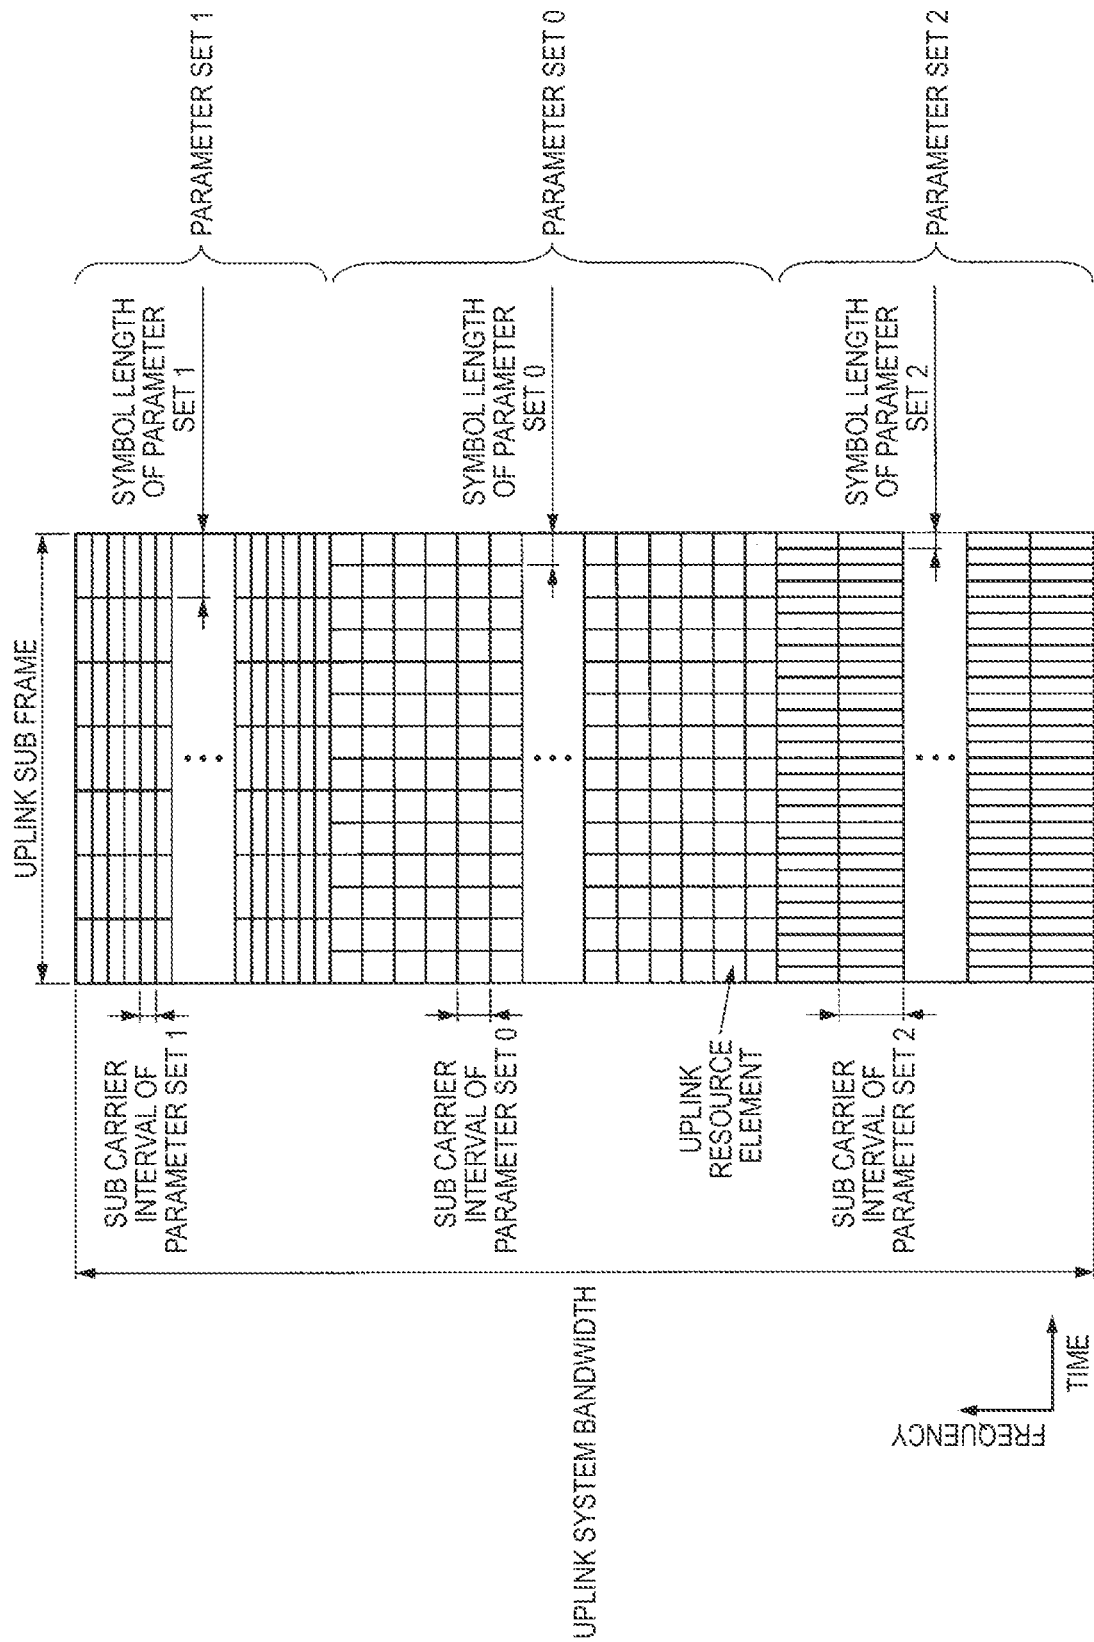 UPLINK SUB FRAME
SYMBOL LENGTH
OF PARAMETER
SET 1
PARAMETER SET 1
SUB CARRIER
INTERVAL OF
PARAMETER SET 1
SYMBOL LENGTH
OF PARAMETER
SET 0
PARAMETER SET 0
SUB CARRIER
INTERVAL OF
PARAMETER SET 0
UPLINK
RESOURCE
ELEMENT
SYMBOL LENGTH
OF PARAMETER
SET 2
PARAMETER SET 2
SUB CARRIER
INTERVAL OF
PARAMETER SET 2
UPLINK SYSTEM BANDWIDTH
FREQUENCY
TIME